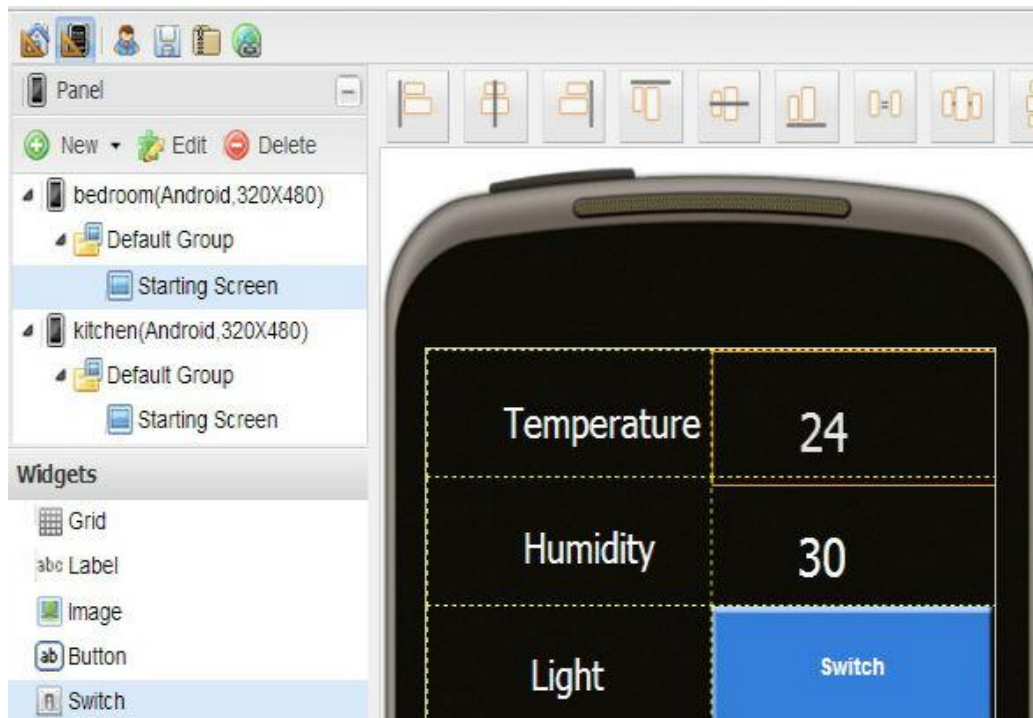 Panel
New Edit Delete
bedroom(Android,320X480)
Default Group
Starting Screen
kitchen(Android,320X480)
Default Group
Starting Screen
Widgets
Grid
abc Label
Image
ab Button
Switch
Temperature 24
Humidity 30
Light Switch